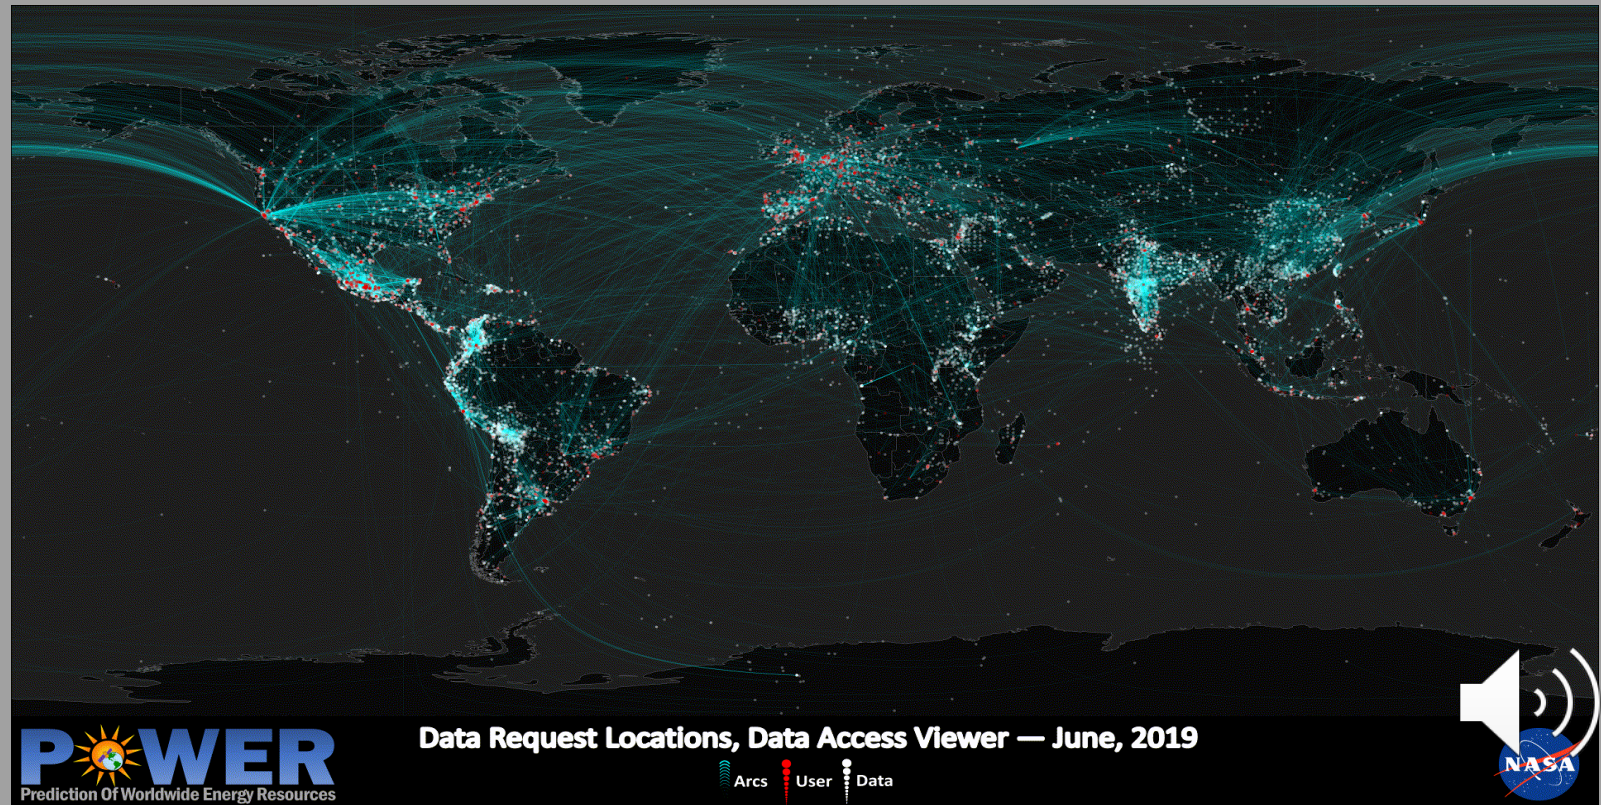 Data Request Locations, Data Access Viewer — June, 2019
Arcs User Data
POWER
Prediction Of Worldwide Energy Resources
NASA